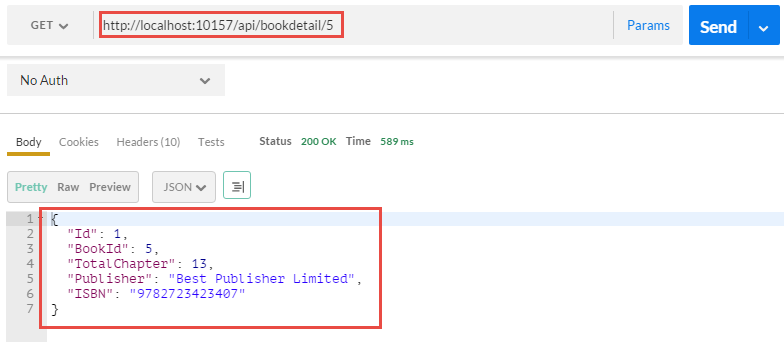 GET http://localhost:10157/api/bookdetail/5 Params Send
No Auth
Body Cookies Headers (10) Tests Status 200 OK Time 589 ms
Pretty Raw Preview JSON
1 {
2 "Id": 1,
3 "BookId": 5,
4 "TotalChapter": 13,
5 "Publisher": "Best Publisher Limited",
6 "ISBN": "9782723423407"
7 }